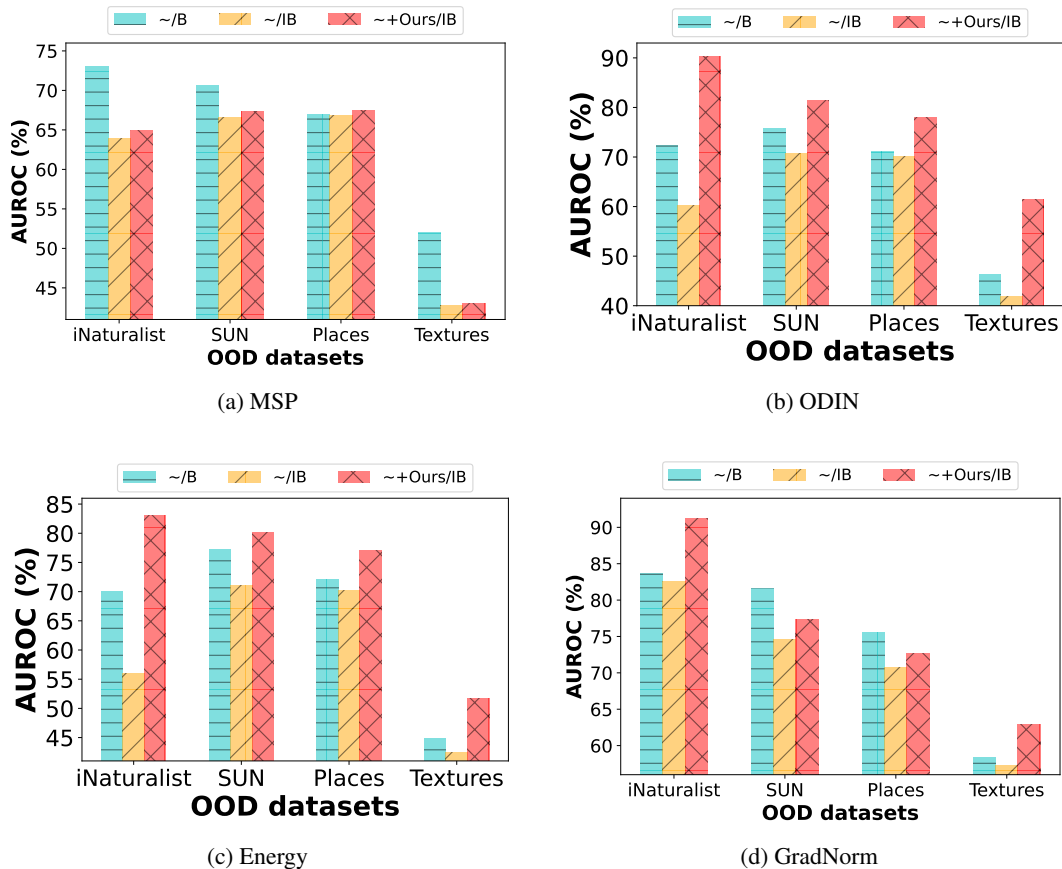 ~/B ~/IB ~+Ours/IB
75
70
65
60
55
50
45
AUROC (%)
iNaturalist SUN Places Textures
OOD datasets
(a) MSP
~/B ~/IB ~+Ours/IB
90
80
70
60
50
40
AUROC (%)
iNaturalist SUN Places Textures
OOD datasets
(b) ODIN
~/B ~/IB ~+Ours/IB
85
80
75
70
65
60
55
50
45
AUROC (%)
iNaturalist SUN Places Textures
OOD datasets
(c) Energy
~/B ~/IB ~+Ours/IB
90
85
80
75
70
65
60
AUROC (%)
iNaturalist SUN Places Textures
OOD datasets
(d) GradNorm